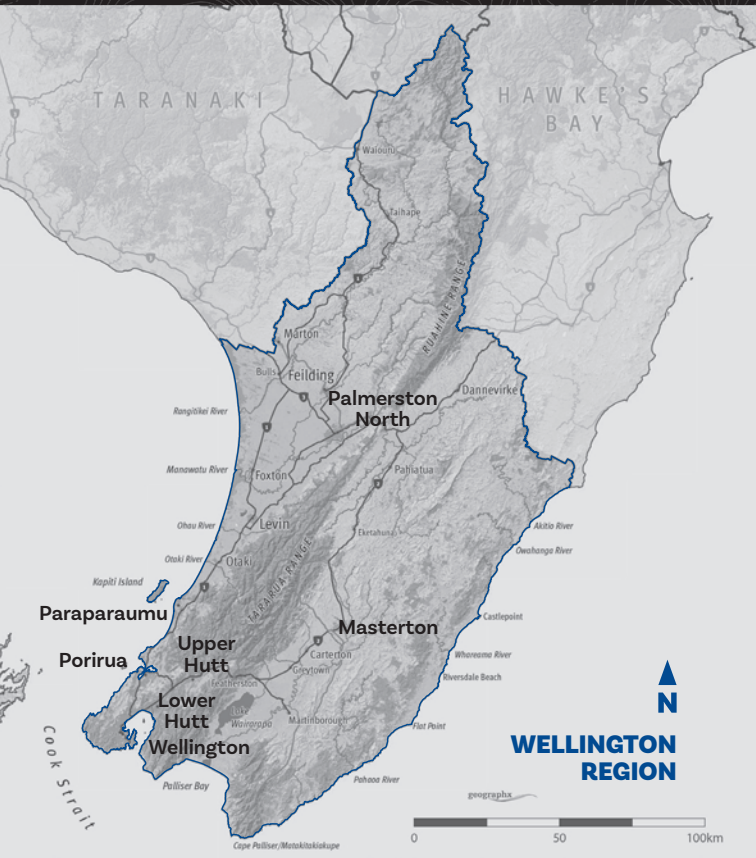 TARANAKI
HAWKE'S
BAY
Waiouru
Taihape
RUAHINE RANGE
Marton
Bulls
Feilding
Palmerston
North
Dannevirke
Rangitikei River
Manawatu River
Foxton
Pahiatua
Ohau River
Levin
Eketahuna
Akitio River
Otaki River
Otaki
Owahanga River
Kapiti Island
TARARUA RANGE
Paraparaumu
Castlepoint
Masterton
Upper
Hutt
Porirua
Carterton
Whareama River
Greytown
Riversdale Beach
Featherston
Lower
Hutt
Lake
Wairarapa
Martinborough
Flat Point
Wellington
Cook Strait
Palliser Bay
Pahaoa River
Cape Palliser/Matakitakiakupe
N
WELLINGTON
REGION
geographx
0 50 100km